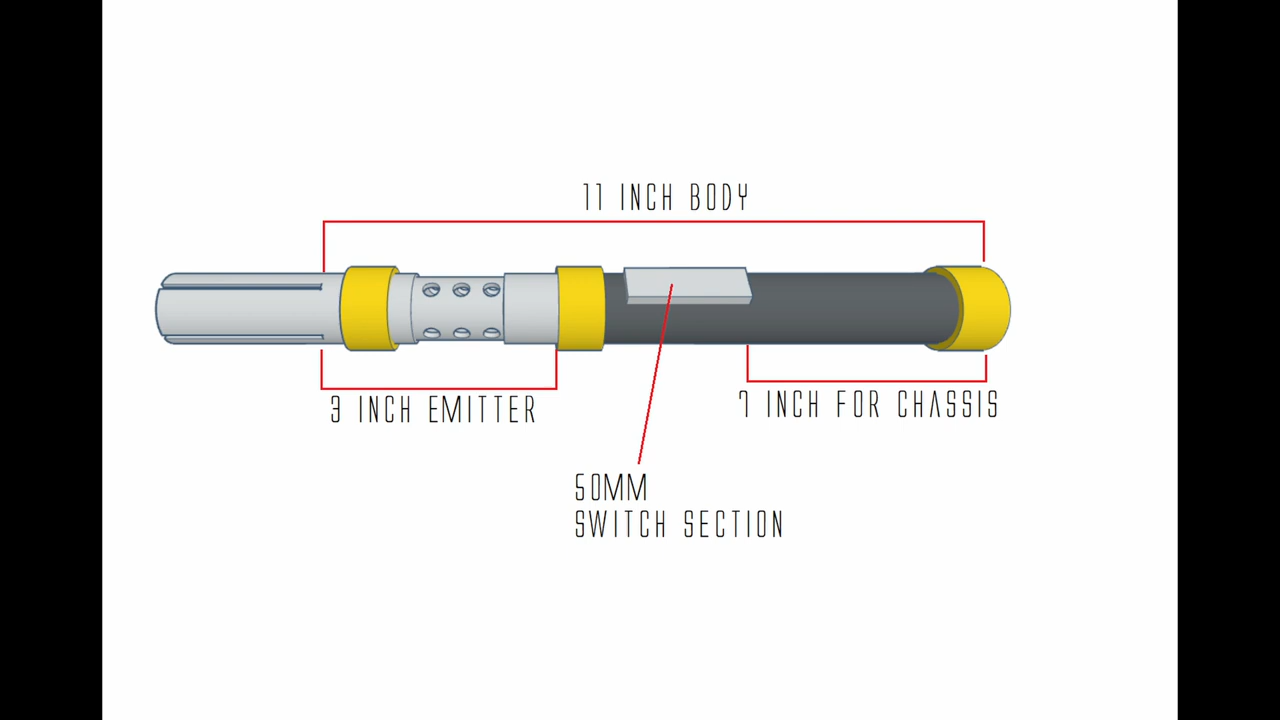 11 INCH BODY
3 INCH EMITTER
7 INCH FOR CHASSIS
50MM
SWITCH SECTION